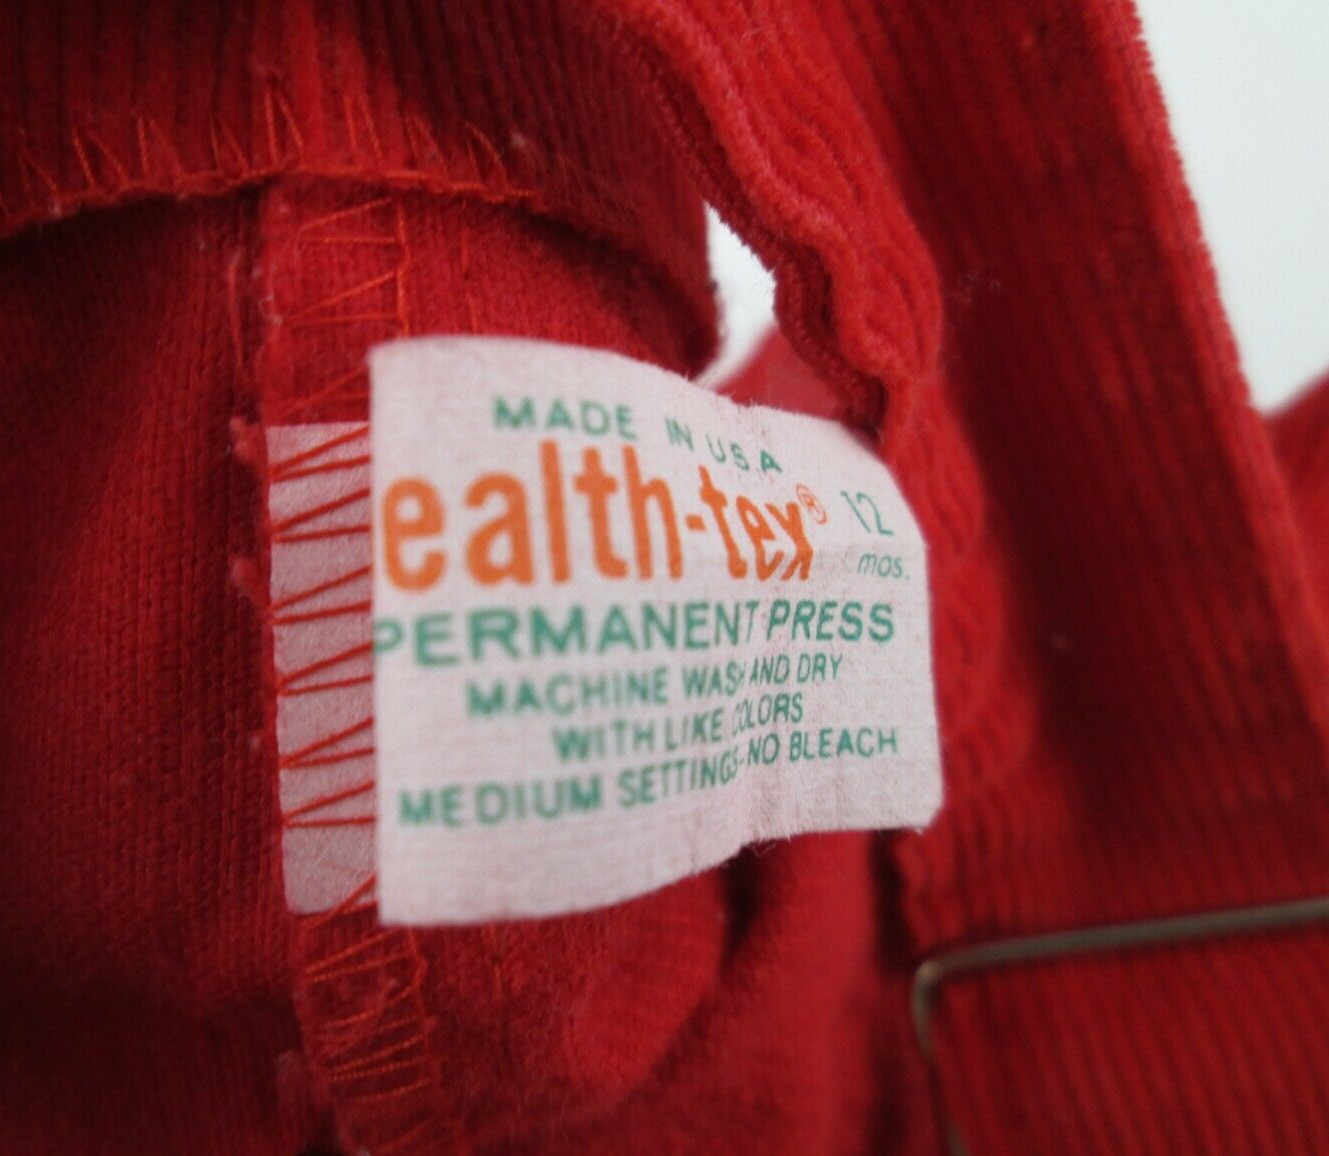 MADE IN USA
ealth-tex® 12
mos.
PERMANENT PRESS
MACHINE WASH AND DRY
WITH LIKE COLORS
MEDIUM SETTINGS-NO BLEACH